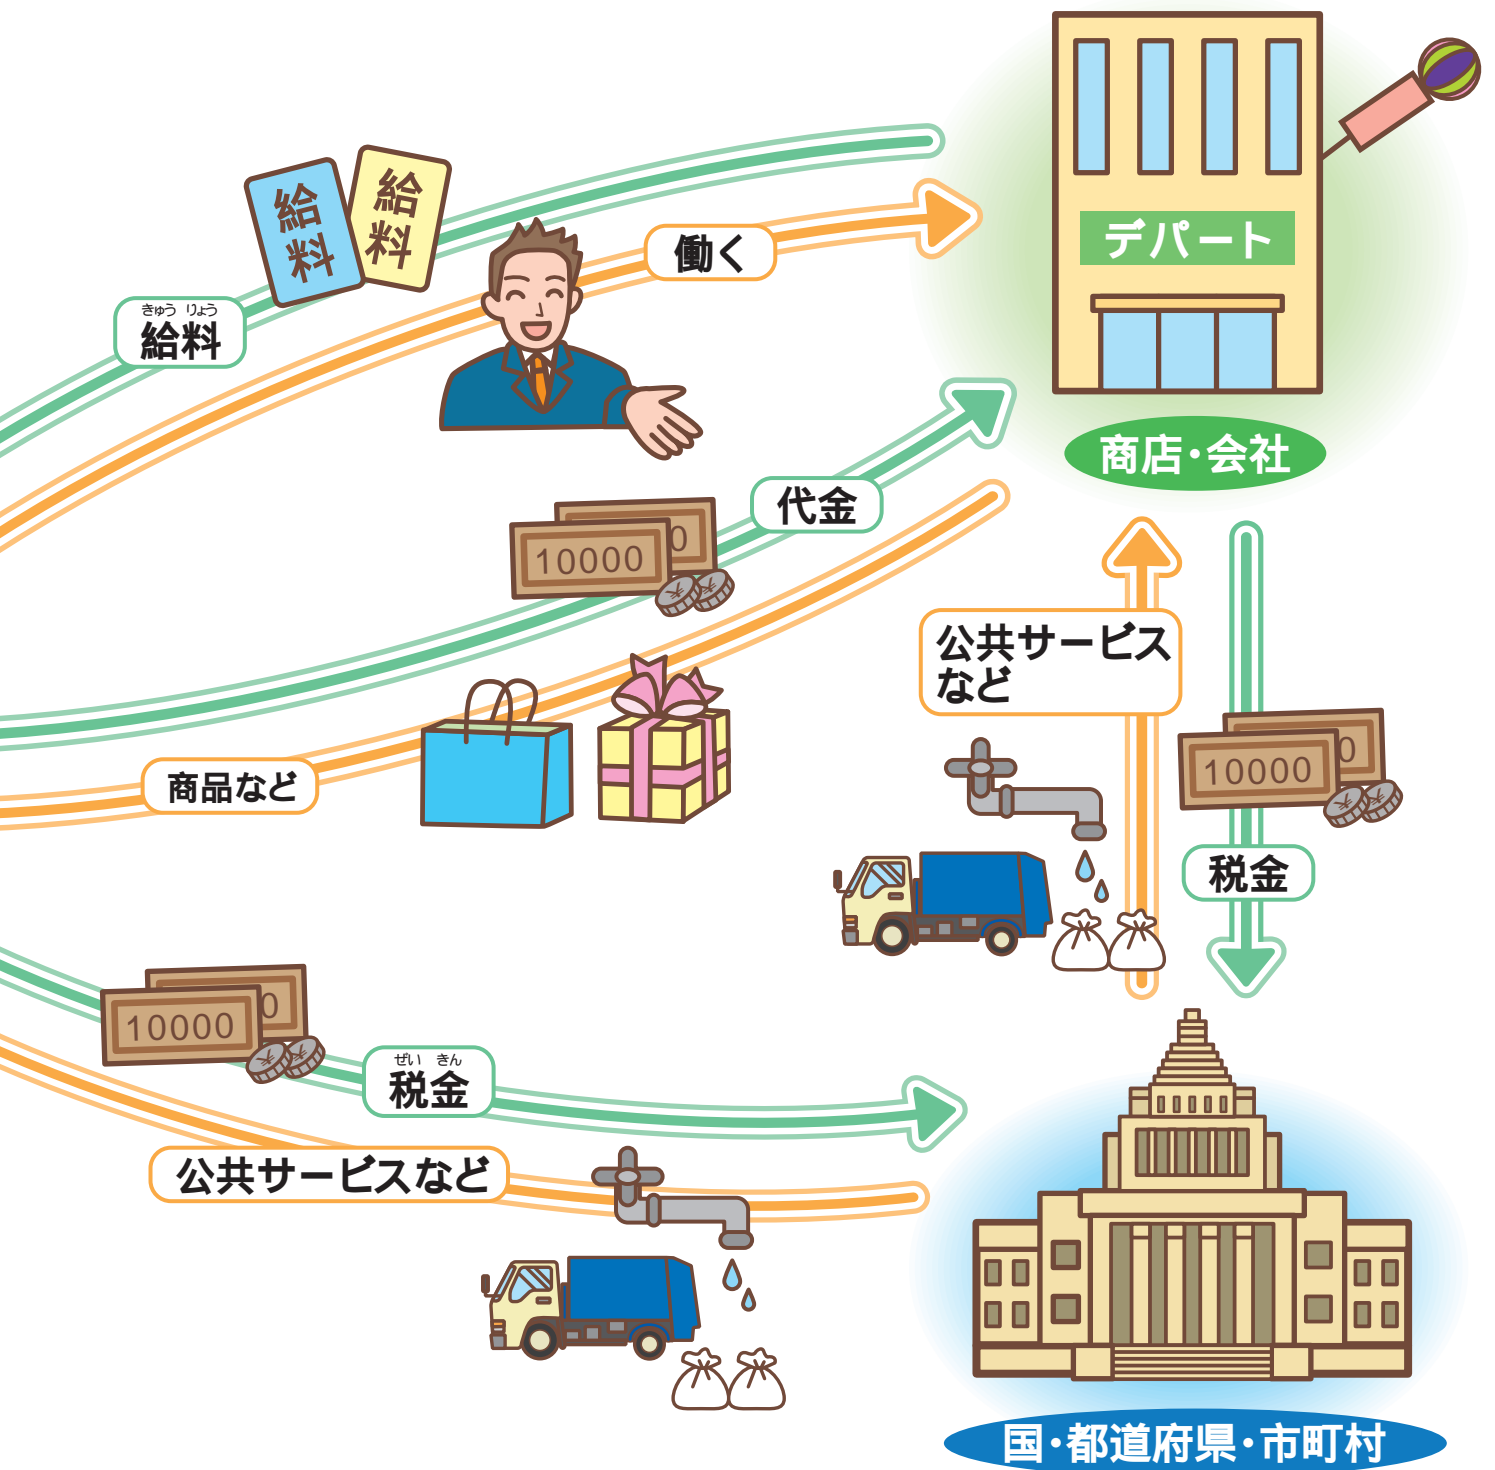 デパート
給料
給料
働く
きゅう りょう
給料
商店・会社
代金
10000
0
公共サービス
など
商品など
10000
0
税金
10000
0
ぜい きん
税金
公共サービスなど
国・都道府県・市町村